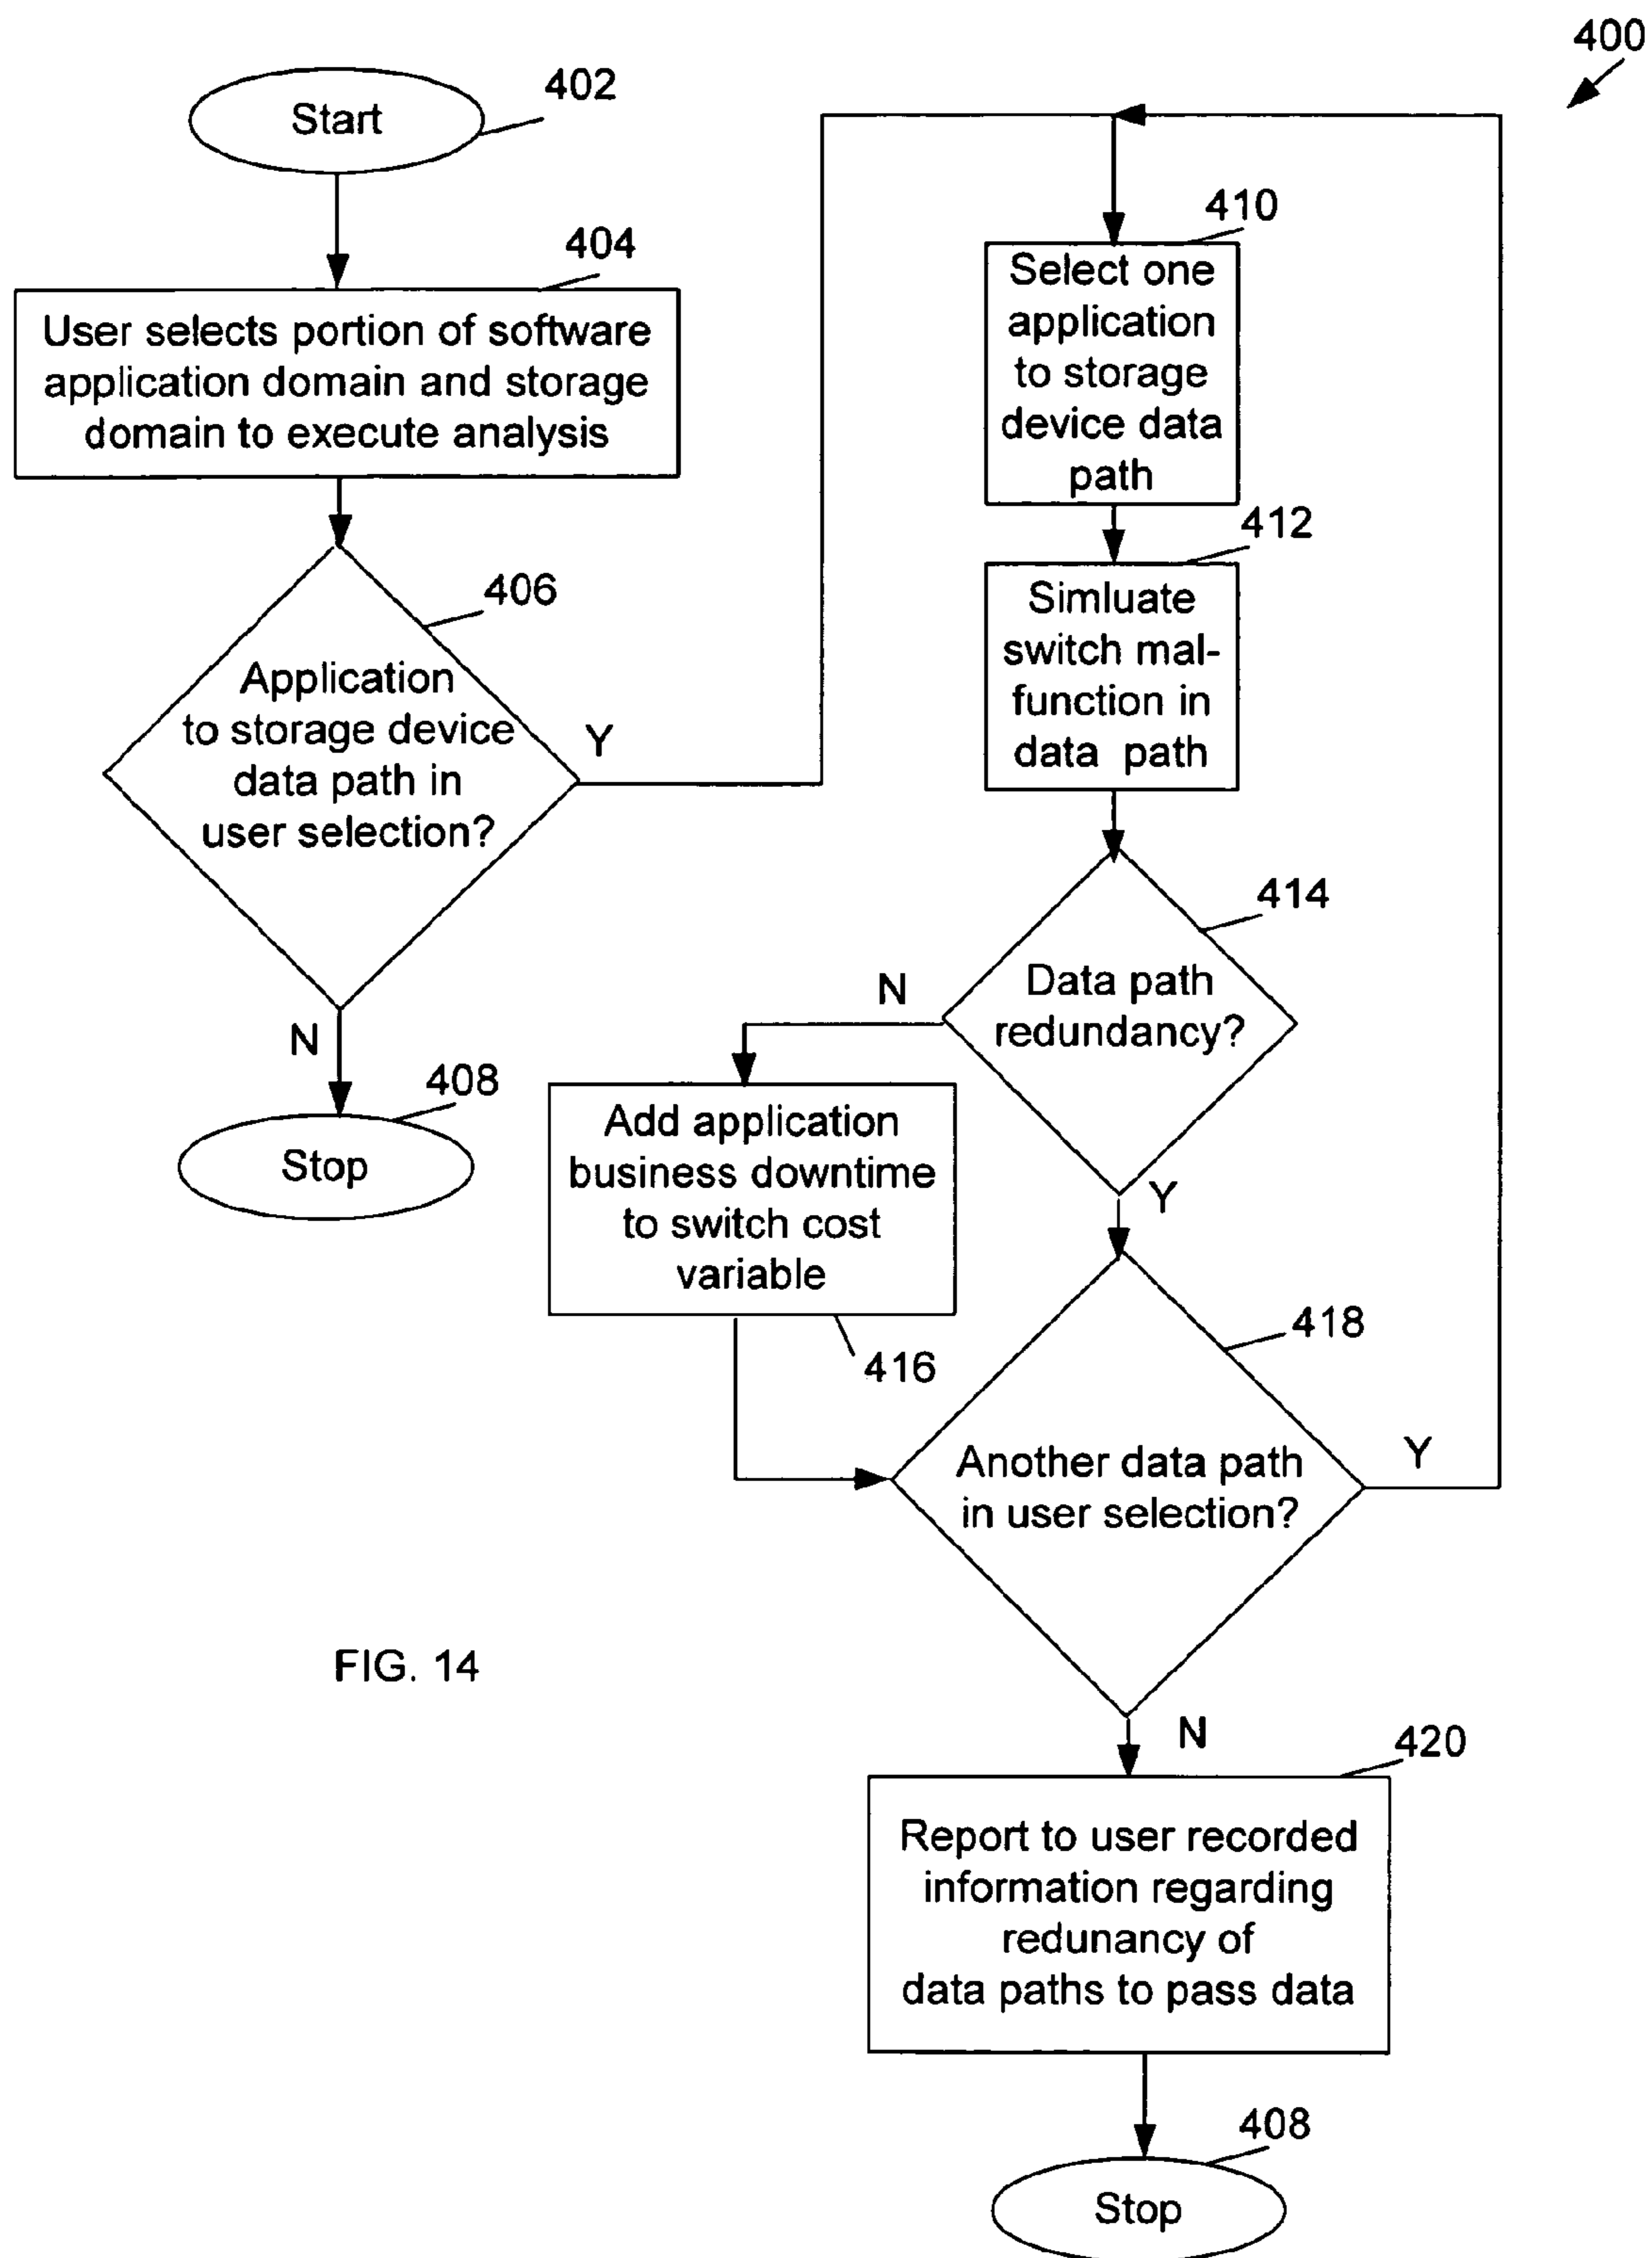 400
402
Start
404
User selects portion of software
application domain and storage
domain to execute analysis
406
Application
to storage device
data path in
user selection?
Y
N
408
Stop
410
Select one
application
to storage
device data
path
412
Simluate
switch mal-
function in
data path
414
Data path
redundancy?
N
Y
Add application
business downtime
to switch cost
variable
416
418
Another data path
in user selection?
Y
N
420
Report to user recorded
information regarding
redunancy of
data paths to pass data
408
Stop
FIG. 14